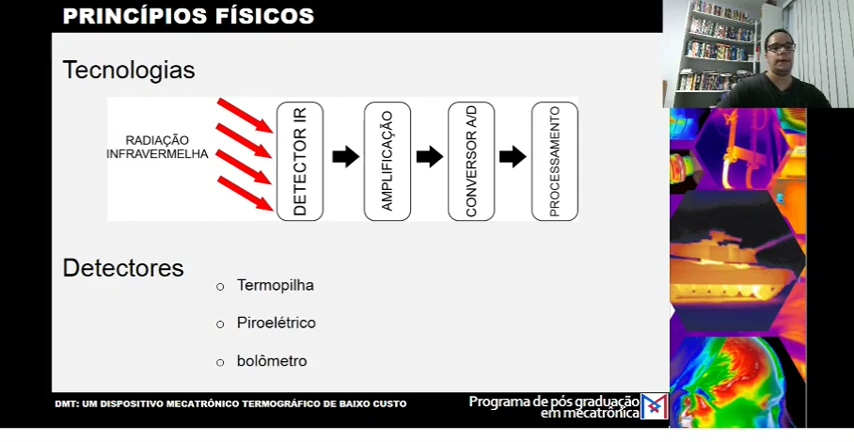 PRINCÍPIOS FÍSICOS
Tecnologias
RADIAÇÃO
INFRAVERMELHA
DETECTOR IR
AMPLIFICAÇÃO
CONVERSOR A/D
PROCESSAMENTO
Detectores
Termopilha
Piroelétrico
bolômetro
DMT: UM DISPOSITIVO MECATRÔNICO TERMOGRÁFICO DE BAIXO CUSTO
Programa de pós graduação
em mecatrônica